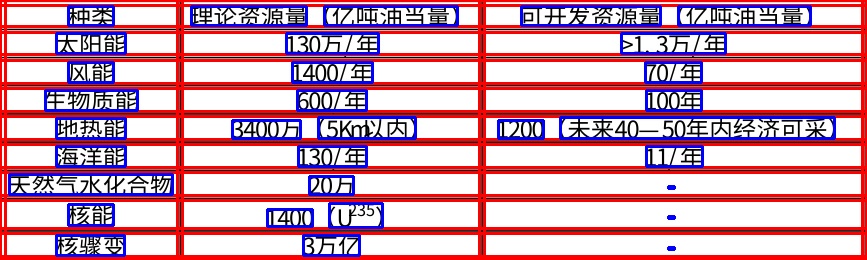 种类 理论资源量 (亿吨油当量) 可开发资源量 (亿吨油当量)
太阳能 130万/年 >1.3万/年
风能 1400/年 70/年
生物质能 600/年 100年
地热能 3400万 (5Km以内) 1200 (未来40—50年内经济可采)
海洋能 130/年 11/年
天然气水化合物 20万 -
核能 1400 (U235) -
核骤变 3万亿 -